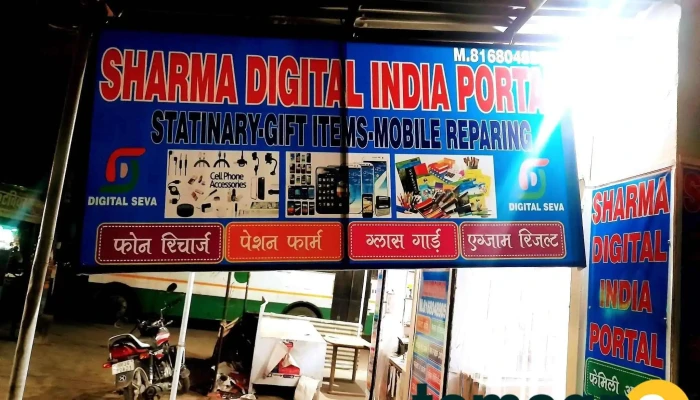 M.8168048
SHARMA DIGITAL INDIA PORTA
STATINARY-GIFT ITEMS-MOBILE REPARING
Cell Phone
Accessories
DIGITAL SEVA
DIGITAL SEVA
फोन रिचार्ज
पेशन फार्म
ग्लास गार्ड़
एग्जाम रिजल्ट
SHARMA
DIGITAL
INDIA
PORTAL
फेमिली